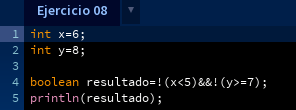 Ejercicio 08
1 int x=6;
2 int y=8;
3
4 boolean resultado=!(x<5)&&!(y>=7);
5 println(resultado);